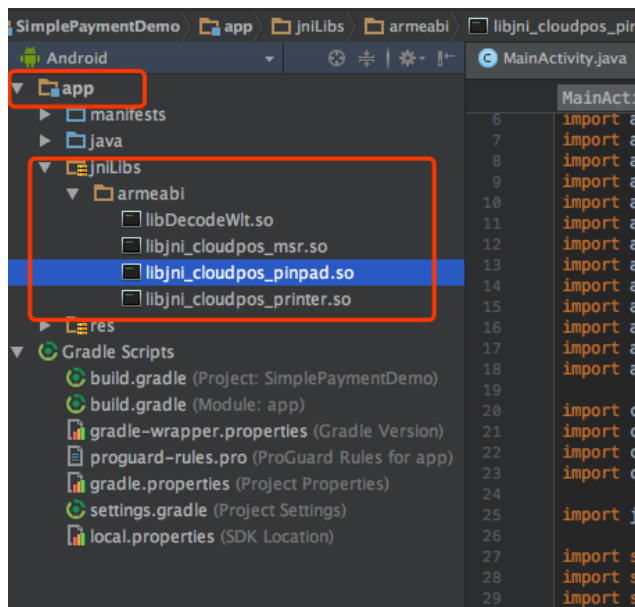 SimplePaymentDemo app jniLibs armeabi libjni_cloudpos_pin
Android
MainActivity.java
app
manifests
java
jniLibs
armeabi
libDecodeWlt.so
libjni_cloudpos_msr.so
libjni_cloudpos_pinpad.so
libjni_cloudpos_printer.so
res
Gradle Scripts
build.gradle (Project: SimplePaymentDemo)
build.gradle (Module: app)
gradle-wrapper.properties (Gradle Version)
proguard-rules.pro (ProGuard Rules for app)
gradle.properties (Project Properties)
settings.gradle (Project Settings)
local.properties (SDK Location)
MainActi
6 import a
7 import a
8 import a
9 import a
10 import a
11 import a
12 import a
13 import a
14 import a
15 import a
16 import a
17 import a
18 import a
19
20 import c
21 import c
22 import c
23 import c
24
25 import j
26
27 import s
28 import s
29 import s